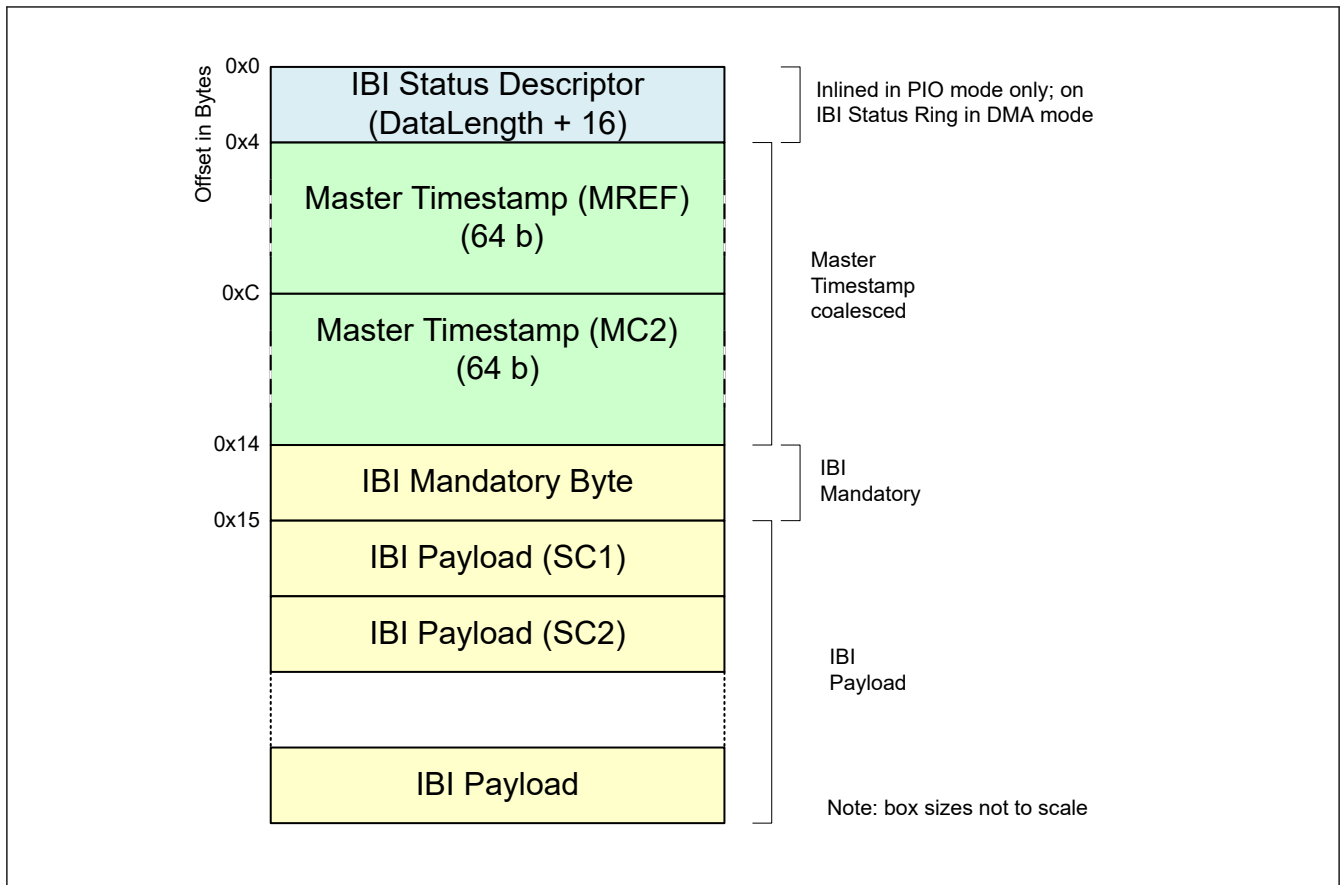 Offset in Bytes
0x0
IBI Status Descriptor
(DataLength + 16)
Inlined in PIO mode only; on
IBI Status Ring in DMA mode
0x4
Master Timestamp (MREF)
(64 b)
Master
Timestamp
coalesced
0xC
Master Timestamp (MC2)
(64 b)
0x14
IBI Mandatory Byte
IBI
Mandatory
0x15
IBI Payload (SC1)
IBI Payload (SC2)
IBI
Payload
IBI Payload
Note: box sizes not to scale